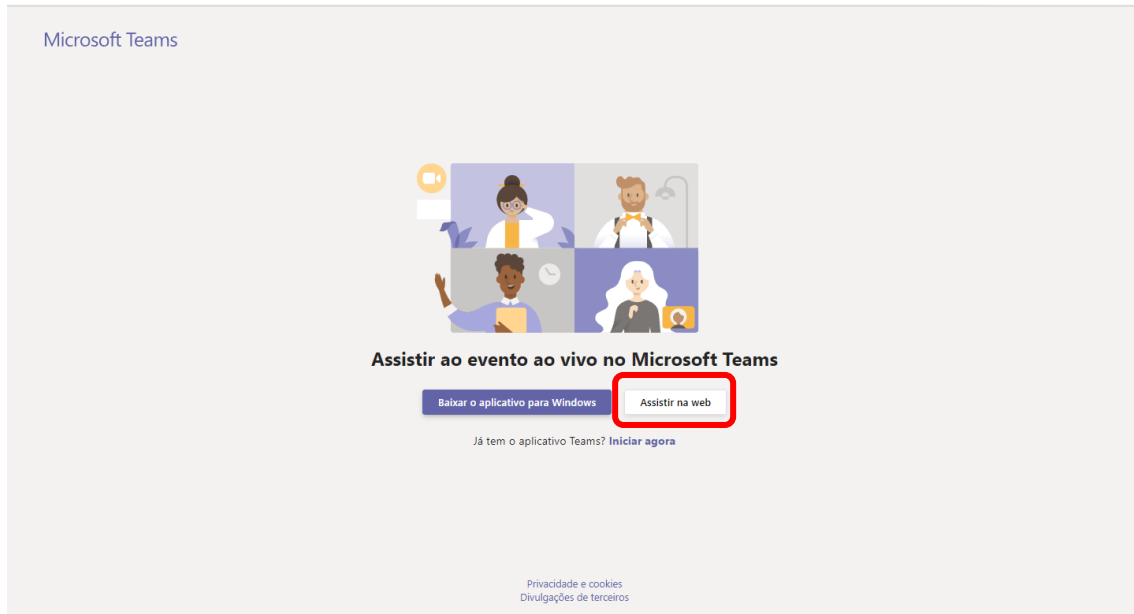 Microsoft Teams
Assistir ao evento ao vivo no Microsoft Teams
Baixar o aplicativo para Windows
Assistir na web
Já tem o aplicativo Teams? Iniciar agora
Privacidade e cookies
Divulgações de terceiros